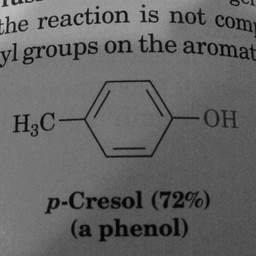 the reaction is not com
yl groups on the aromat
H₃C OH
p-Cresol (72%)
(a phenol)